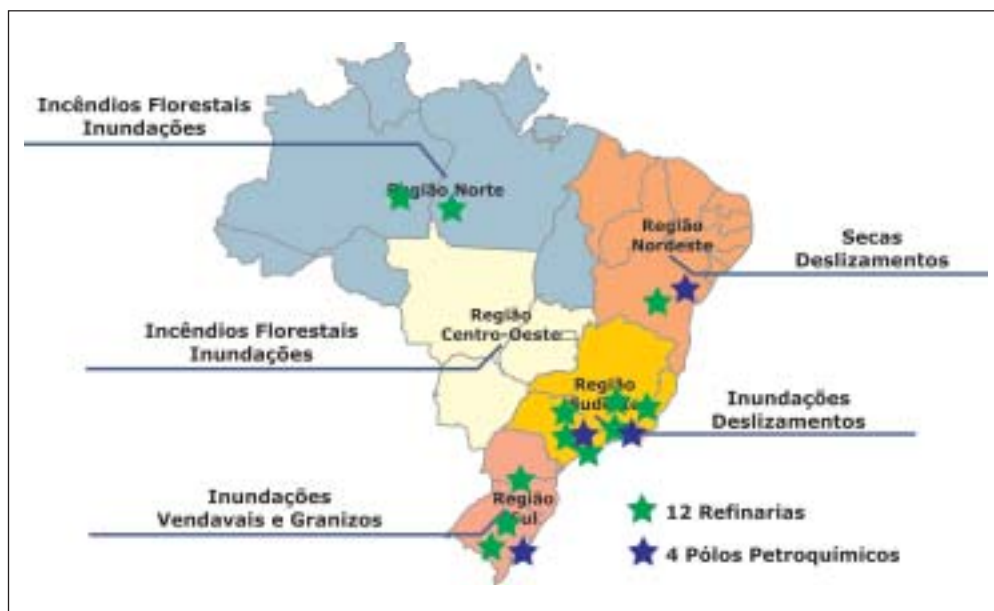 Incêndios Florestais
Inundações
Região Norte
Região
Nordeste
Secas
Deslizamentos
Região
Centro-Oeste
Incêndios Florestais
Inundações
Região
Inundações
Deslizamentos
Inundações
Vendavais e Granizos
Região
Sul
12 Refinarias
4 Pólos Petroquímicos